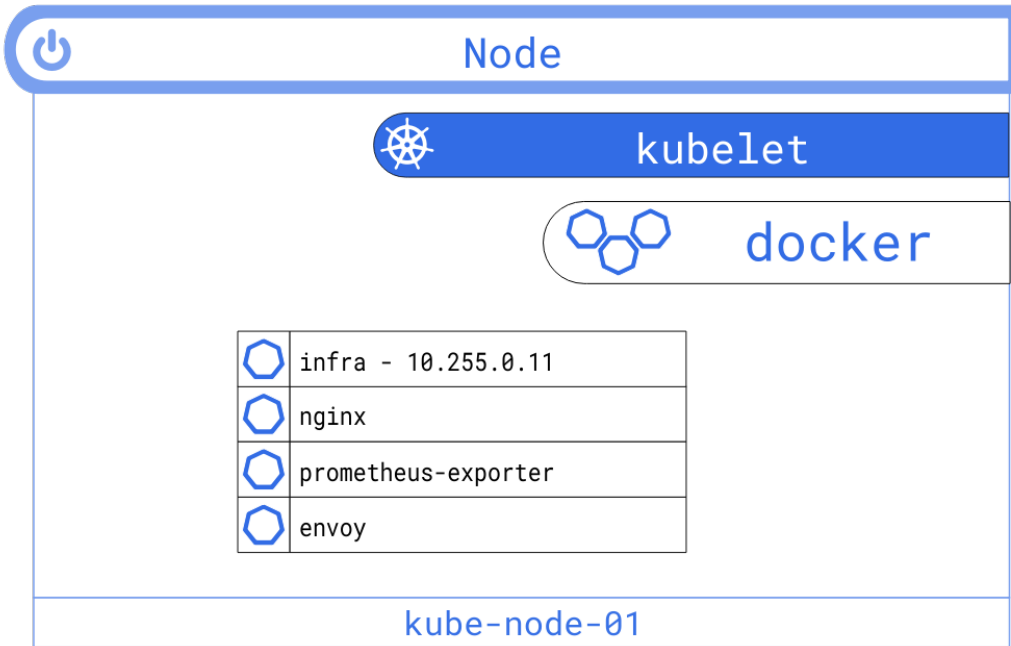 Node
kubelet
docker
infra - 10.255.0.11
nginx
prometheus-exporter
envoy
kube-node-01